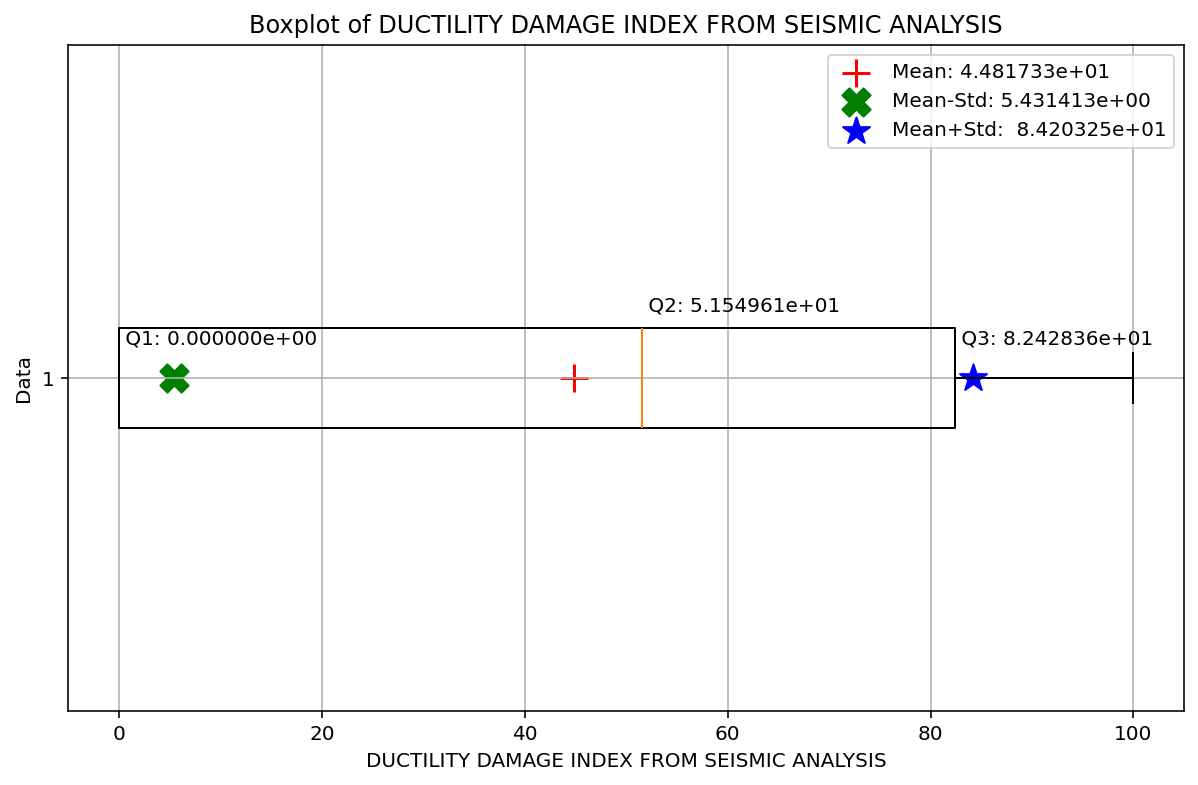 Boxplot of DUCTILITY DAMAGE INDEX FROM SEISMIC ANALYSIS
Mean: 4.481733e+01
Mean-Std: 5.431413e+00
Mean+Std:  8.420325e+01
Q2: 5.154961e+01
Q1: 0.000000e+00
Q3: 8.242836e+01
Data
1
0 20 40 60 80 100
DUCTILITY DAMAGE INDEX FROM SEISMIC ANALYSIS